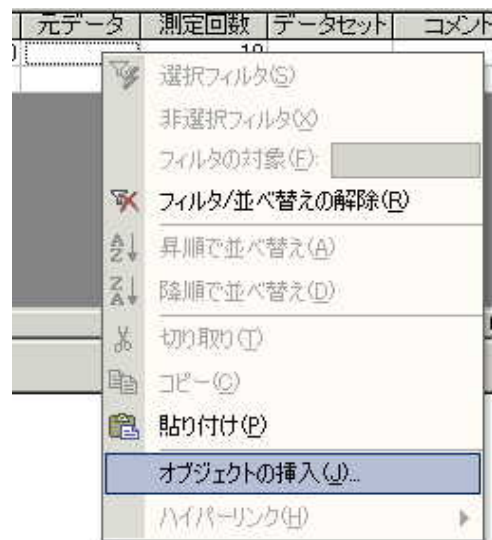 元データ 測定回数 データセット コメント
10
選択フィルタ(S)
非選択フィルタ(X)
フィルタの対象(F):
フィルタ/並べ替えの解除(R)
昇順で並べ替え(A)
降順で並べ替え(D)
切り取り(T)
コピー(C)
貼り付け(P)
オブジェクトの挿入(J)...
ハイパーリンク(H)